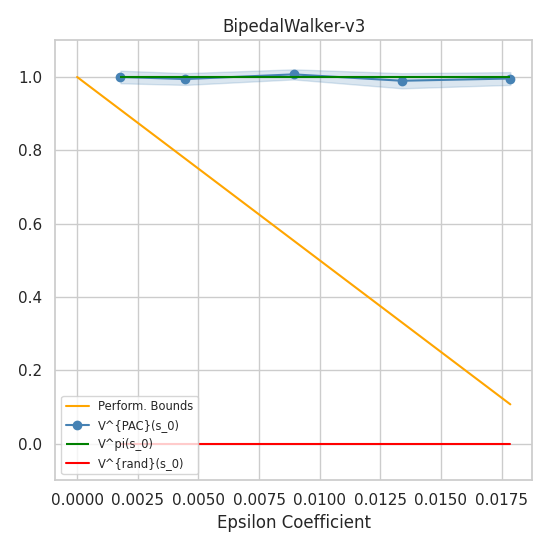 BipedalWalker-v3
1.0
0.8
0.6
0.4
0.2
0.0
Perform. Bounds
V^{PAC}(s_0)
V^pi(s_0)
V^{rand}(s_0)
0.0000 0.0025 0.0050 0.0075 0.0100 0.0125 0.0150 0.0175
Epsilon Coefficient